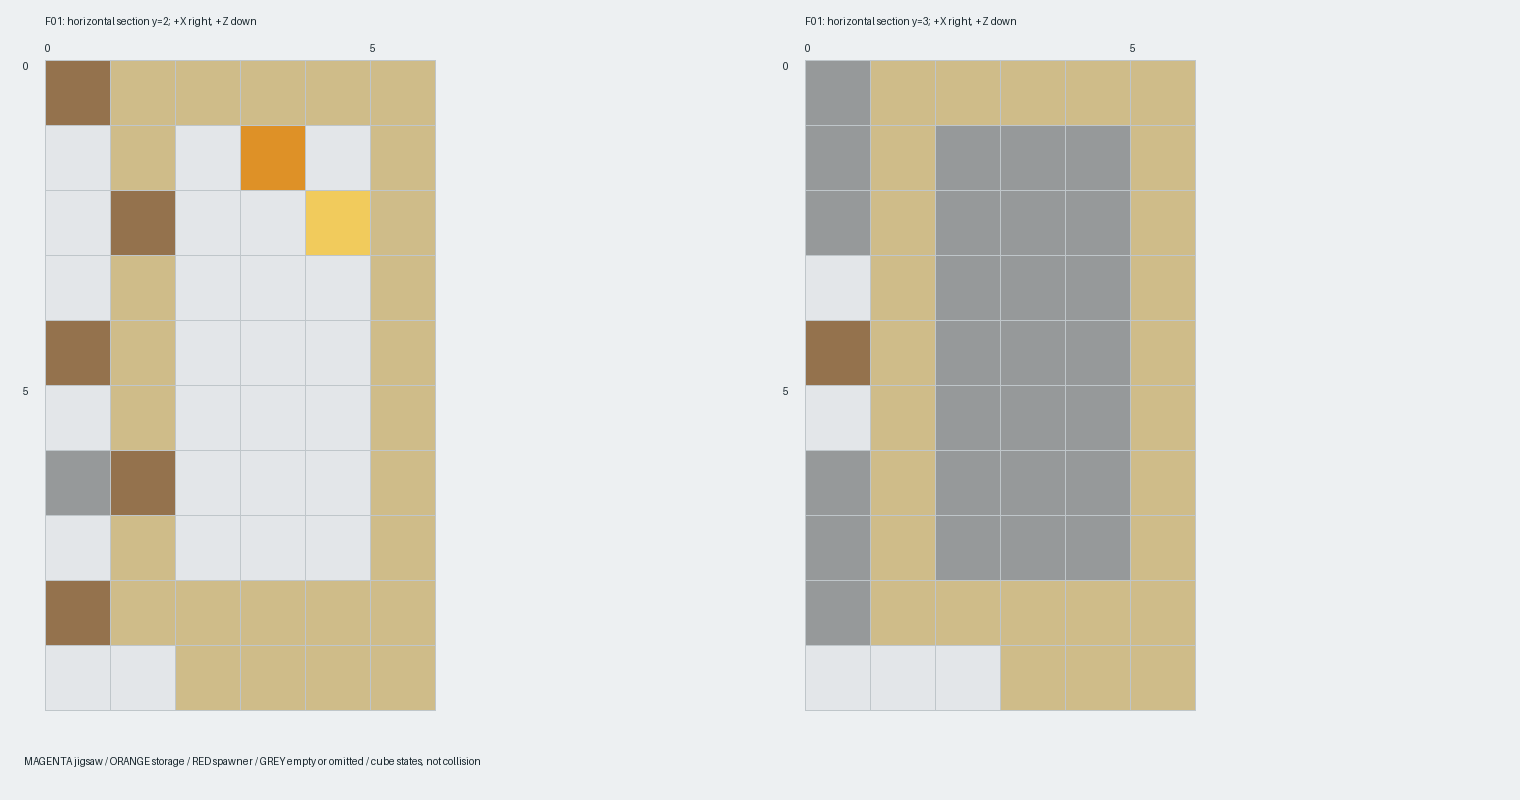 F01: horizontal section y=2; +X right, +Z down
F01: horizontal section y=3; +X right, +Z down
0 5
0 5
0
0
5
5
MAGENTA jigsaw / ORANGE storage / RED spawner / GREY empty or omitted / cube states, not collision